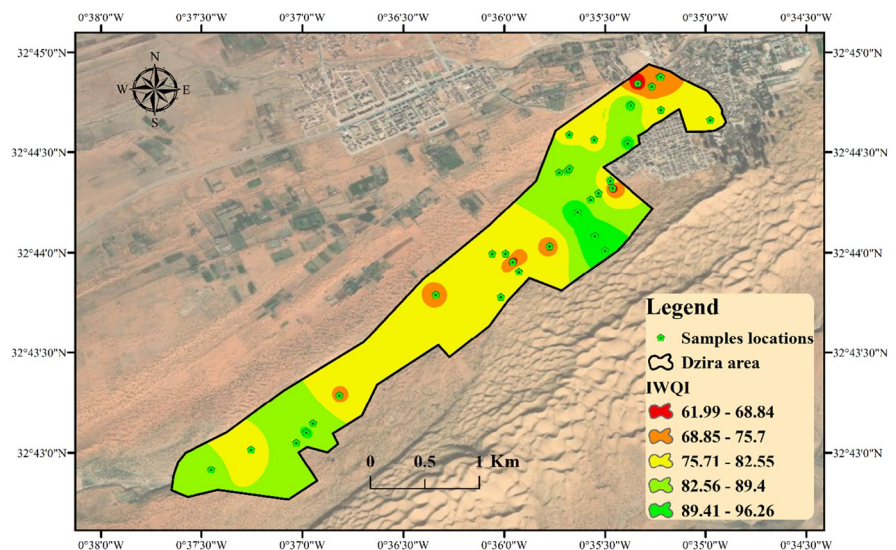 0°38'0"W 0°37'30"W 0°37'0"W 0°36'30"W 0°36'0"W 0°35'30"W 0°35'0"W 0°34'30"W
32°45'0"N 32°45'0"N
N
W E
S
32°44'30"N 32°44'30"N
32°44'0"N 32°44'0"N
Legend
Samples locations
32°43'30"N 32°43'30"N
Dzira area
IWQI
61.99 - 68.84
68.85 - 75.7
75.71 - 82.55
32°43'0"N 32°43'0"N
0 0.5 1 Km
82.56 - 89.4
89.41 - 96.26
0°38'0"W 0°37'30"W 0°37'0"W 0°36'30"W 0°36'0"W 0°35'30"W 0°35'0"W 0°34'30"W